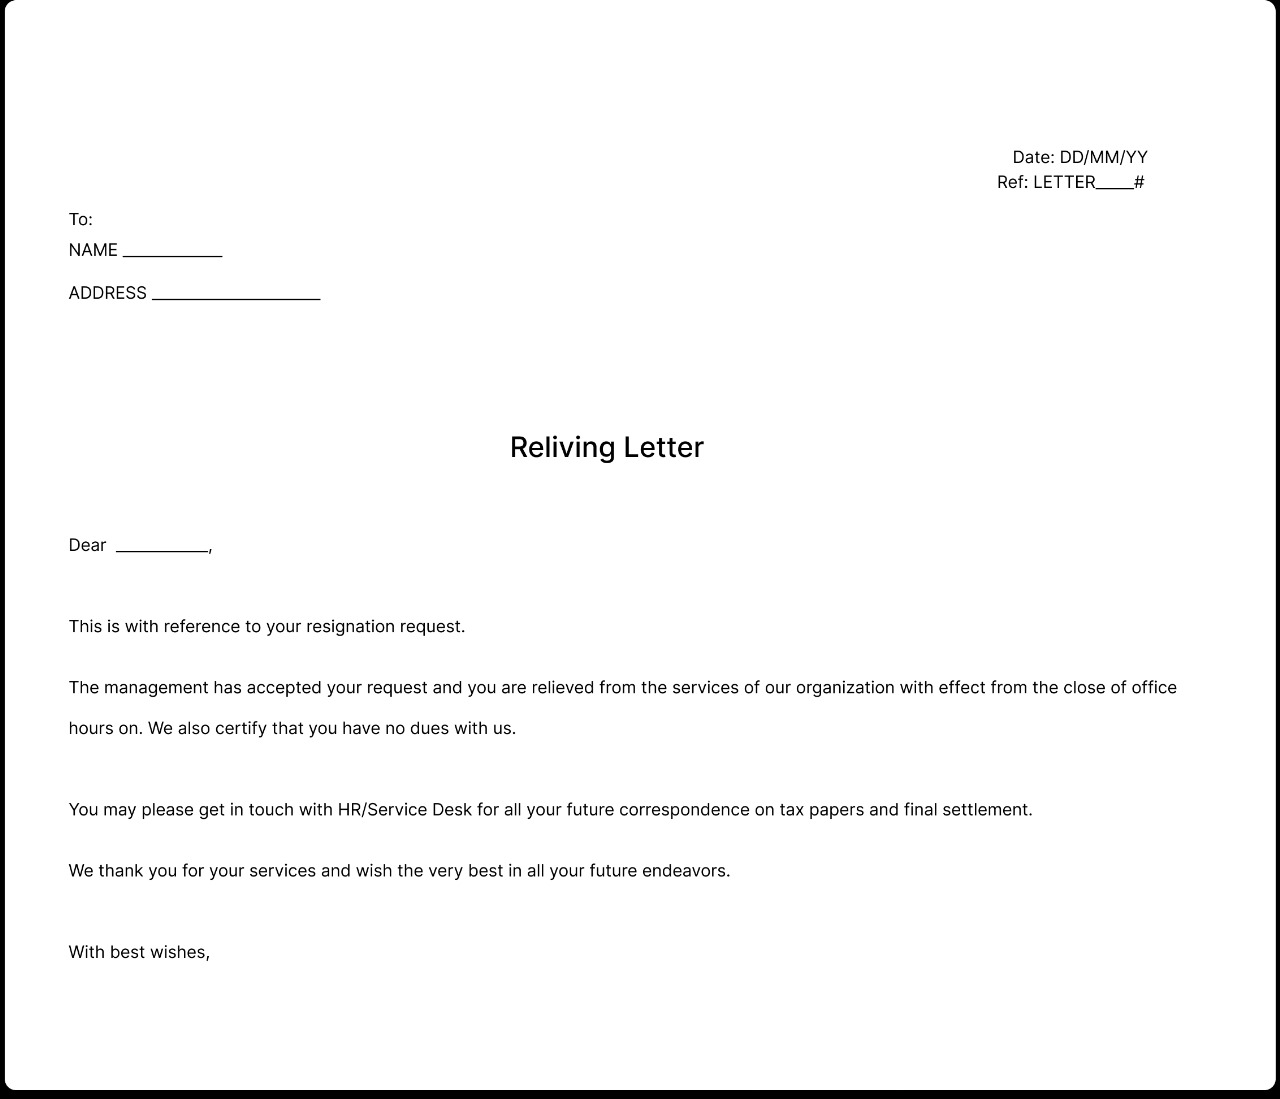 Date: DD/MM/YY
Ref: LETTER____#
To:
NAME ___________
ADDRESS ___________________
Reliving Letter
Dear __________,
This is with reference to your resignation request.
The management has accepted your request and you are relieved from the services of our organization with effect from the close of office
hours on. We also certify that you have no dues with us.
You may please get in touch with HR/Service Desk for all your future correspondence on tax papers and final settlement.
We thank you for your services and wish the very best in all your future endeavors.
With best wishes,